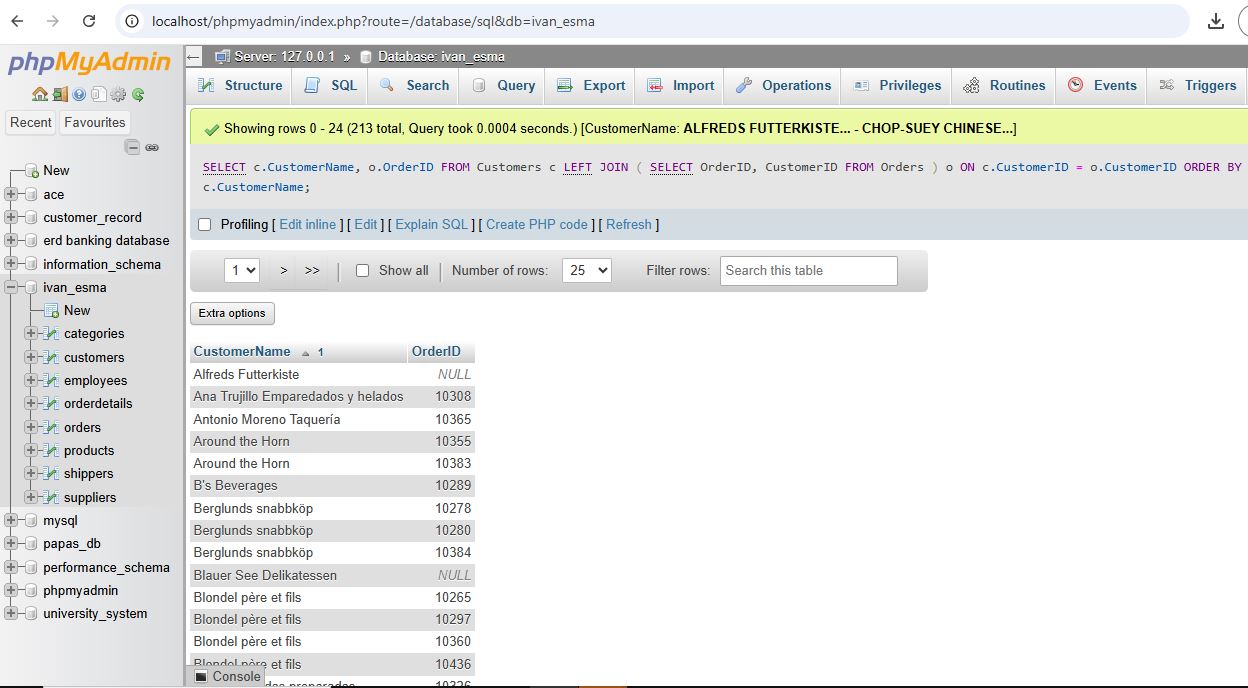 localhost/phpmyadmin/index.php?route=/database/sql&db=ivan_esma
phpMyAdmin
Recent Favourites
New
ace
customer_record
erd banking database
information_schema
ivan_esma
New
categories
customers
employees
orderdetails
orders
products
shippers
suppliers
mysql
papas_db
performance_schema
phpmyadmin
university_system
Server: 127.0.0.1 » Database: ivan_esma
Structure SQL Search Query Export Import Operations Privileges Routines Events Triggers
Showing rows 0 - 24 (213 total, Query took 0.0004 seconds.) [CustomerName: ALFREDS FUTTERKISTE... - CHOP-SUEY CHINESE...]
SELECT c.CustomerName, o.OrderID FROM Customers c LEFT JOIN ( SELECT OrderID, CustomerID FROM Orders ) o ON c.CustomerID = o.CustomerID ORDER BY
c.CustomerName;
Profiling [ Edit inline ] [ Edit ] [ Explain SQL ] [ Create PHP code ] [ Refresh ]
1 > >> Show all Number of rows: 25 Filter rows: Search this table
Extra options
CustomerName 1 OrderID
Alfreds Futterkiste NULL
Ana Trujillo Emparedados y helados 10308
Antonio Moreno Taquería 10365
Around the Horn 10355
Around the Horn 10383
B's Beverages 10289
Berglunds snabbköp 10278
Berglunds snabbköp 10280
Berglunds snabbköp 10384
Blauer See Delikatessen NULL
Blondel père et fils 10265
Blondel père et fils 10297
Blondel père et fils 10360
Blondel père et fils 10436
Console
10326